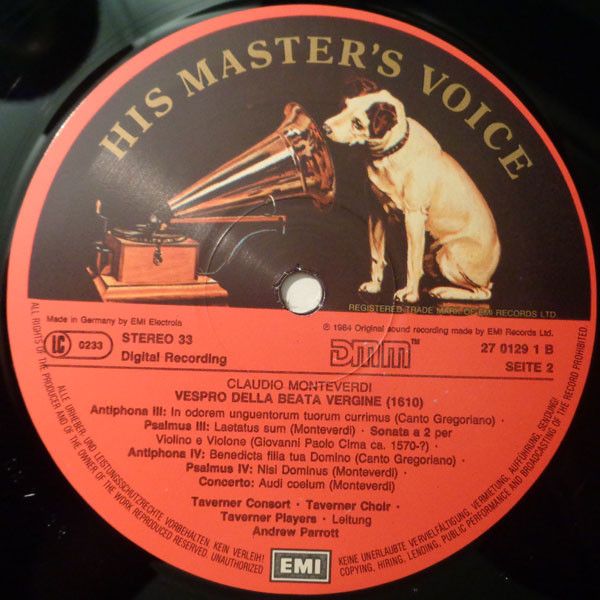 HIS MASTER'S VOICE
REGISTERED TRADE MARK OF EMI RECORDS LTD.
Made in Germany by EMI Electrola
℗ 1984 Original sound recording made by EMI Records Ltd.
LC 0233
STEREO 33
Digital Recording
DMM™
27 0129 1 B
SEITE 2
CLAUDIO MONTEVERDI
VESPRO DELLA BEATA VERGINE (1610)
Antiphona III: In odorem unguentorum tuorum currimus (Canto Gregoriano)
Psalmus III: Laetatus sum (Monteverdi) · Sonata a 2 per
Violino e Violone (Giovanni Paolo Cima ca. 1570-?) ·
Antiphona IV: Benedicta filia tua Domino (Canto Gregoriano) ·
Psalmus IV: Nisi Dominus (Monteverdi) ·
Concerto: Audi coelum (Monteverdi)
Taverner Consort · Taverner Choir ·
Taverner Players · Leitung
Andrew Parrott
EMI
ALLE URHEBER- UND LEISTUNGSSCHUTZRECHTE VORBEHALTEN KEIN VERLEIH!
KEINE UNERLAUBTE VERVIELFÄLTIGUNG, VERMIETUNG, AUFFÜHRUNG, SENDUNG!
ALL RIGHTS OF THE PRODUCER AND OF THE OWNER OF THE WORK REPRODUCED RESERVED. UNAUTHORIZED
COPYING, HIRING, LENDING, PUBLIC PERFORMANCE AND BROADCASTING OF THE RECORD PROHIBITED.